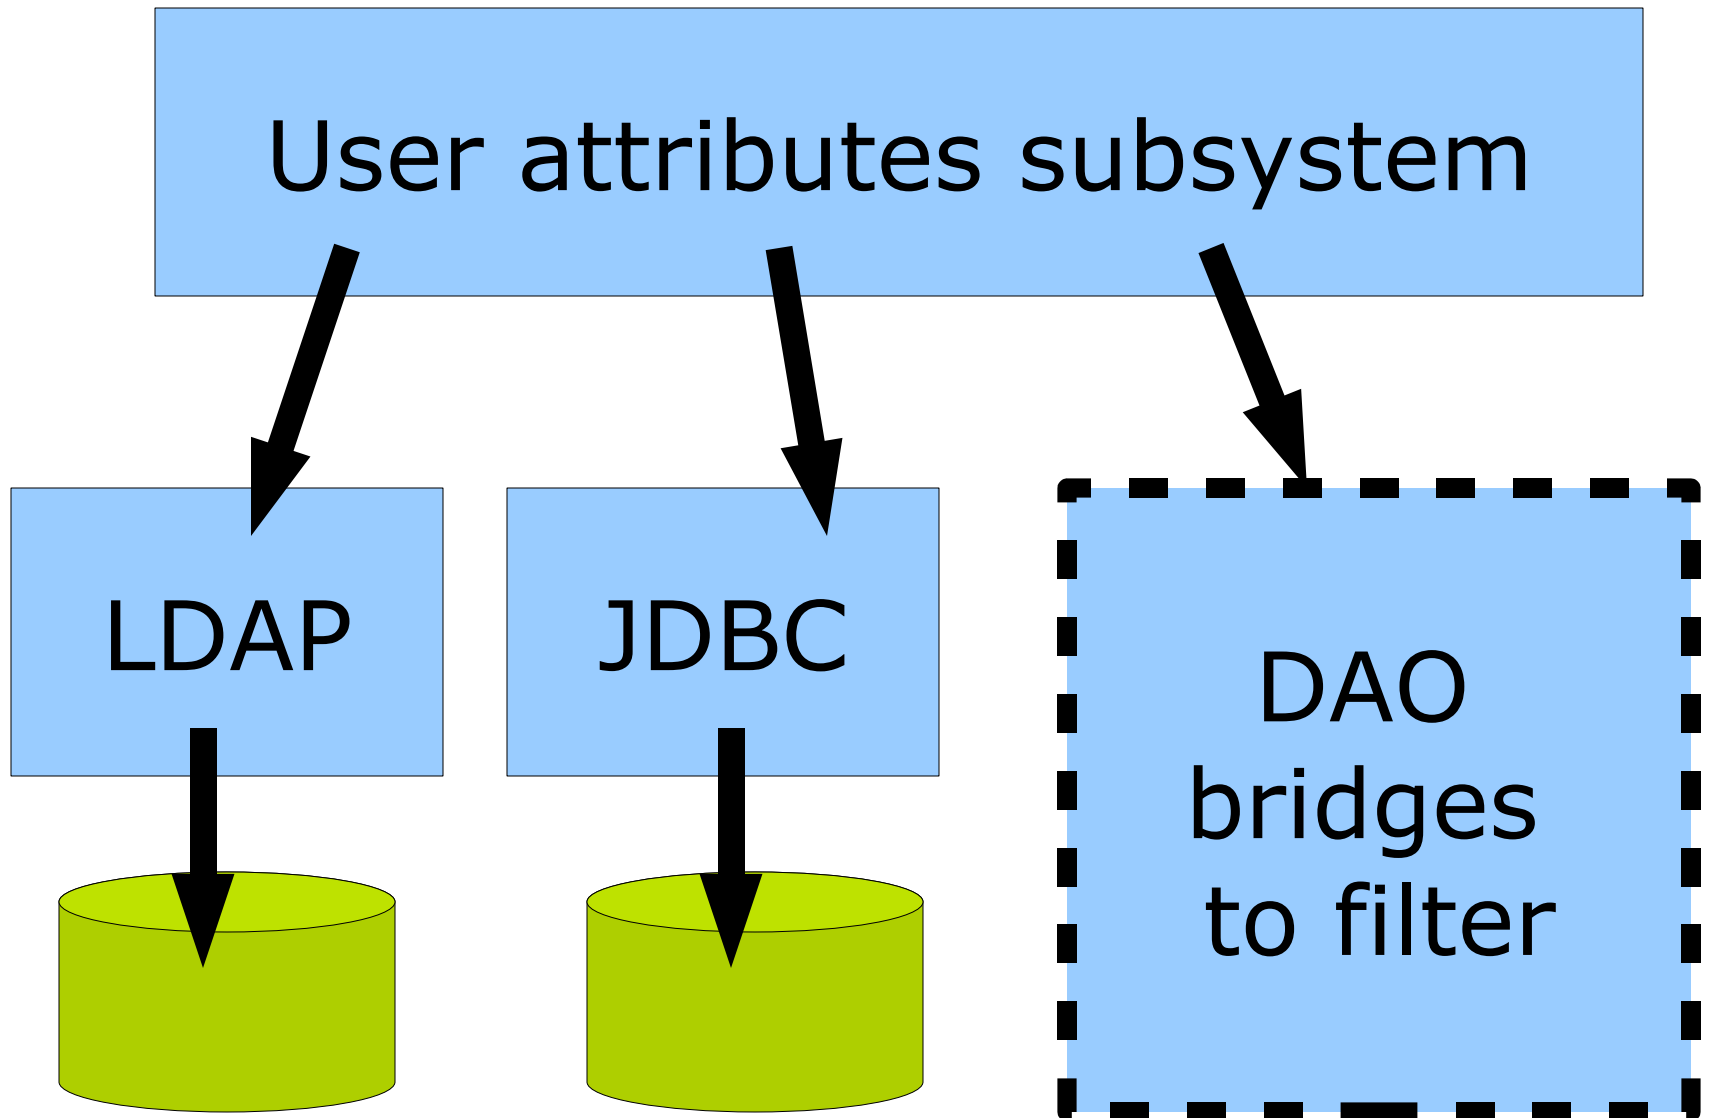 User attributes subsystem
LDAP
JDBC
DAO
bridges
to filter